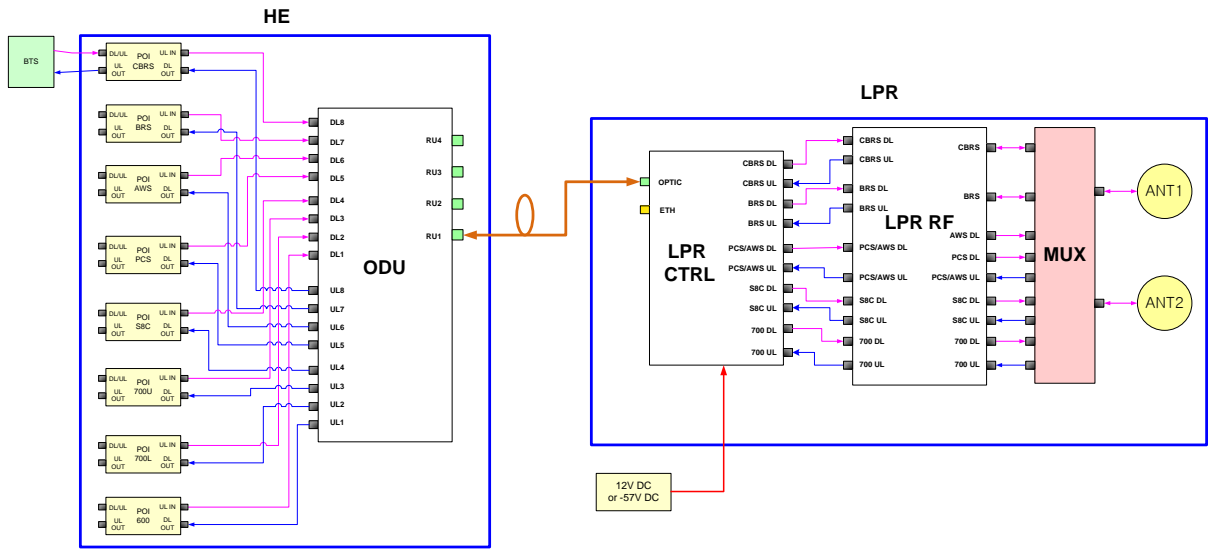 HE
BTS
DL/UL
UL IN
POI
CBRS
UL
OUT
DL
OUT
DL/UL
UL IN
POI
BRS
UL
OUT
DL
OUT
DL/UL
UL IN
POI
AWS
UL
OUT
DL
OUT
DL/UL
UL IN
POI
PCS
UL
OUT
DL
OUT
DL/UL
UL IN
POI
S8C
UL
OUT
DL
OUT
DL/UL
UL IN
POI
700U
UL
OUT
DL
OUT
DL/UL
UL IN
POI
700L
UL
OUT
DL
OUT
DL/UL
UL IN
POI
600
UL
OUT
DL
OUT
DL8
DL7
DL6
DL5
DL4
DL3
DL2
DL1
UL8
UL7
UL6
UL5
UL4
UL3
UL2
UL1
ODU
RU4
RU3
RU2
RU1
LPR
OPTIC
ETH
LPR
CTRL
CBRS DL
CBRS UL
BRS DL
BRS UL
PCS/AWS DL
PCS/AWS UL
S8C DL
S8C UL
700 DL
700 UL
CBRS DL
CBRS UL
BRS DL
BRS UL
PCS/AWS DL
PCS/AWS UL
S8C DL
S8C UL
700 DL
700 UL
LPR RF
CBRS
BRS
AWS DL
PCS DL
PCS/AWS UL
S8C DL
S8C UL
700 DL
700 UL
MUX
ANT1
ANT2
12V DC
or -57V DC